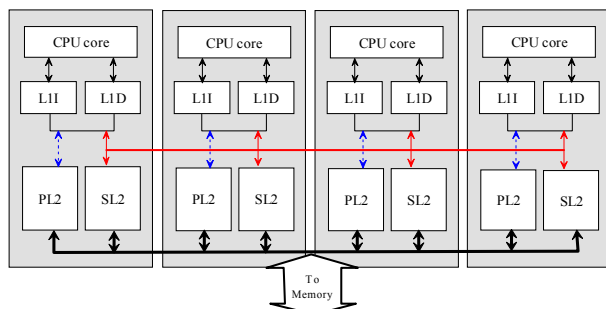 CPU core
CPU core
CPU core
CPU core
L1I L1D
L1I L1D
L1I L1D
L1I L1D
PL2 SL2
PL2 SL2
PL2 SL2
PL2 SL2
To
Memory